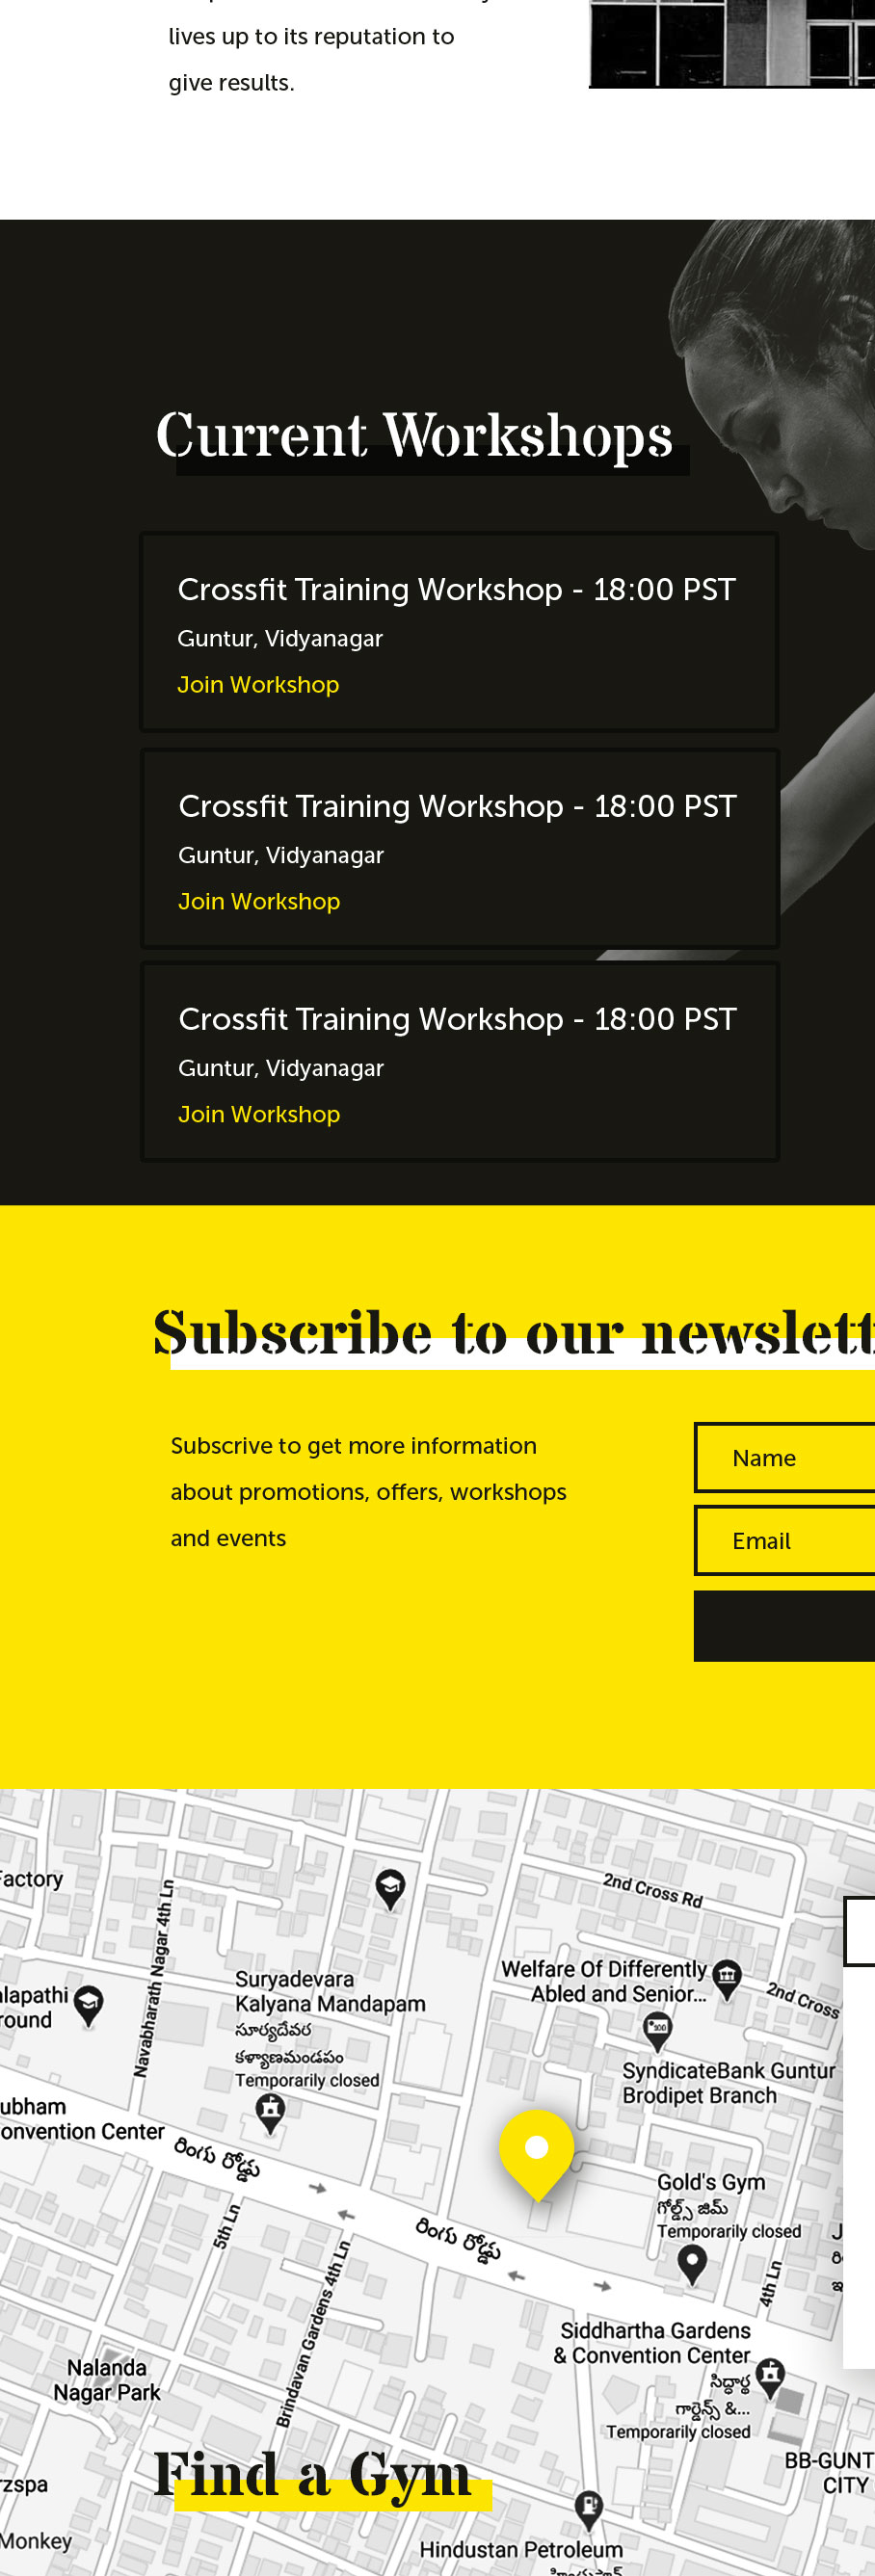 lives up to its reputation to
give results.
Current Workshops
Crossfit Training Workshop - 18:00 PST
Guntur, Vidyanagar
Join Workshop
Crossfit Training Workshop - 18:00 PST
Guntur, Vidyanagar
Join Workshop
Crossfit Training Workshop - 18:00 PST
Guntur, Vidyanagar
Join Workshop
Subscribe to our newslett
Subscrive to get more information
about promotions, offers, workshops
and events
Name
Email
Factory
Navabharath Nagar 4th Ln
2nd Cross Rd
Welfare Of Differently
Abled and Senior...
2nd Cross
alapathi
round
Suryadevara
Kalyana Mandapam
సూర్యదేవర
కళ్యాణమండపం
Temporarily closed
SyndicateBank Guntur
Brodipet Branch
ubham
onvention Center
రింగు రోడ్డు
Gold's Gym
గోల్డ్స్ జిమ్
Temporarily closed
5th Ln
రింగు రోడ్డు
4th Ln
Brindavan Gardens 4th Ln
Siddhartha Gardens
& Convention Center
సిద్ధార్థ
గార్డెన్స్ &...
Temporarily closed
Nalanda
Nagar Park
BB-GUNT
CITY
Find a Gym
rzspa
Monkey
Hindustan Petroleum